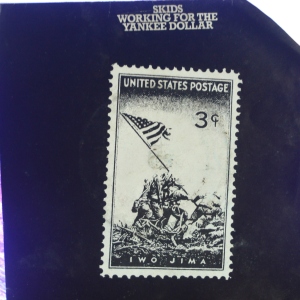 SKIDS
WORKING FOR THE
YANKEE DOLLAR
UNITED STATES POSTAGE
3¢
IWO JIMA